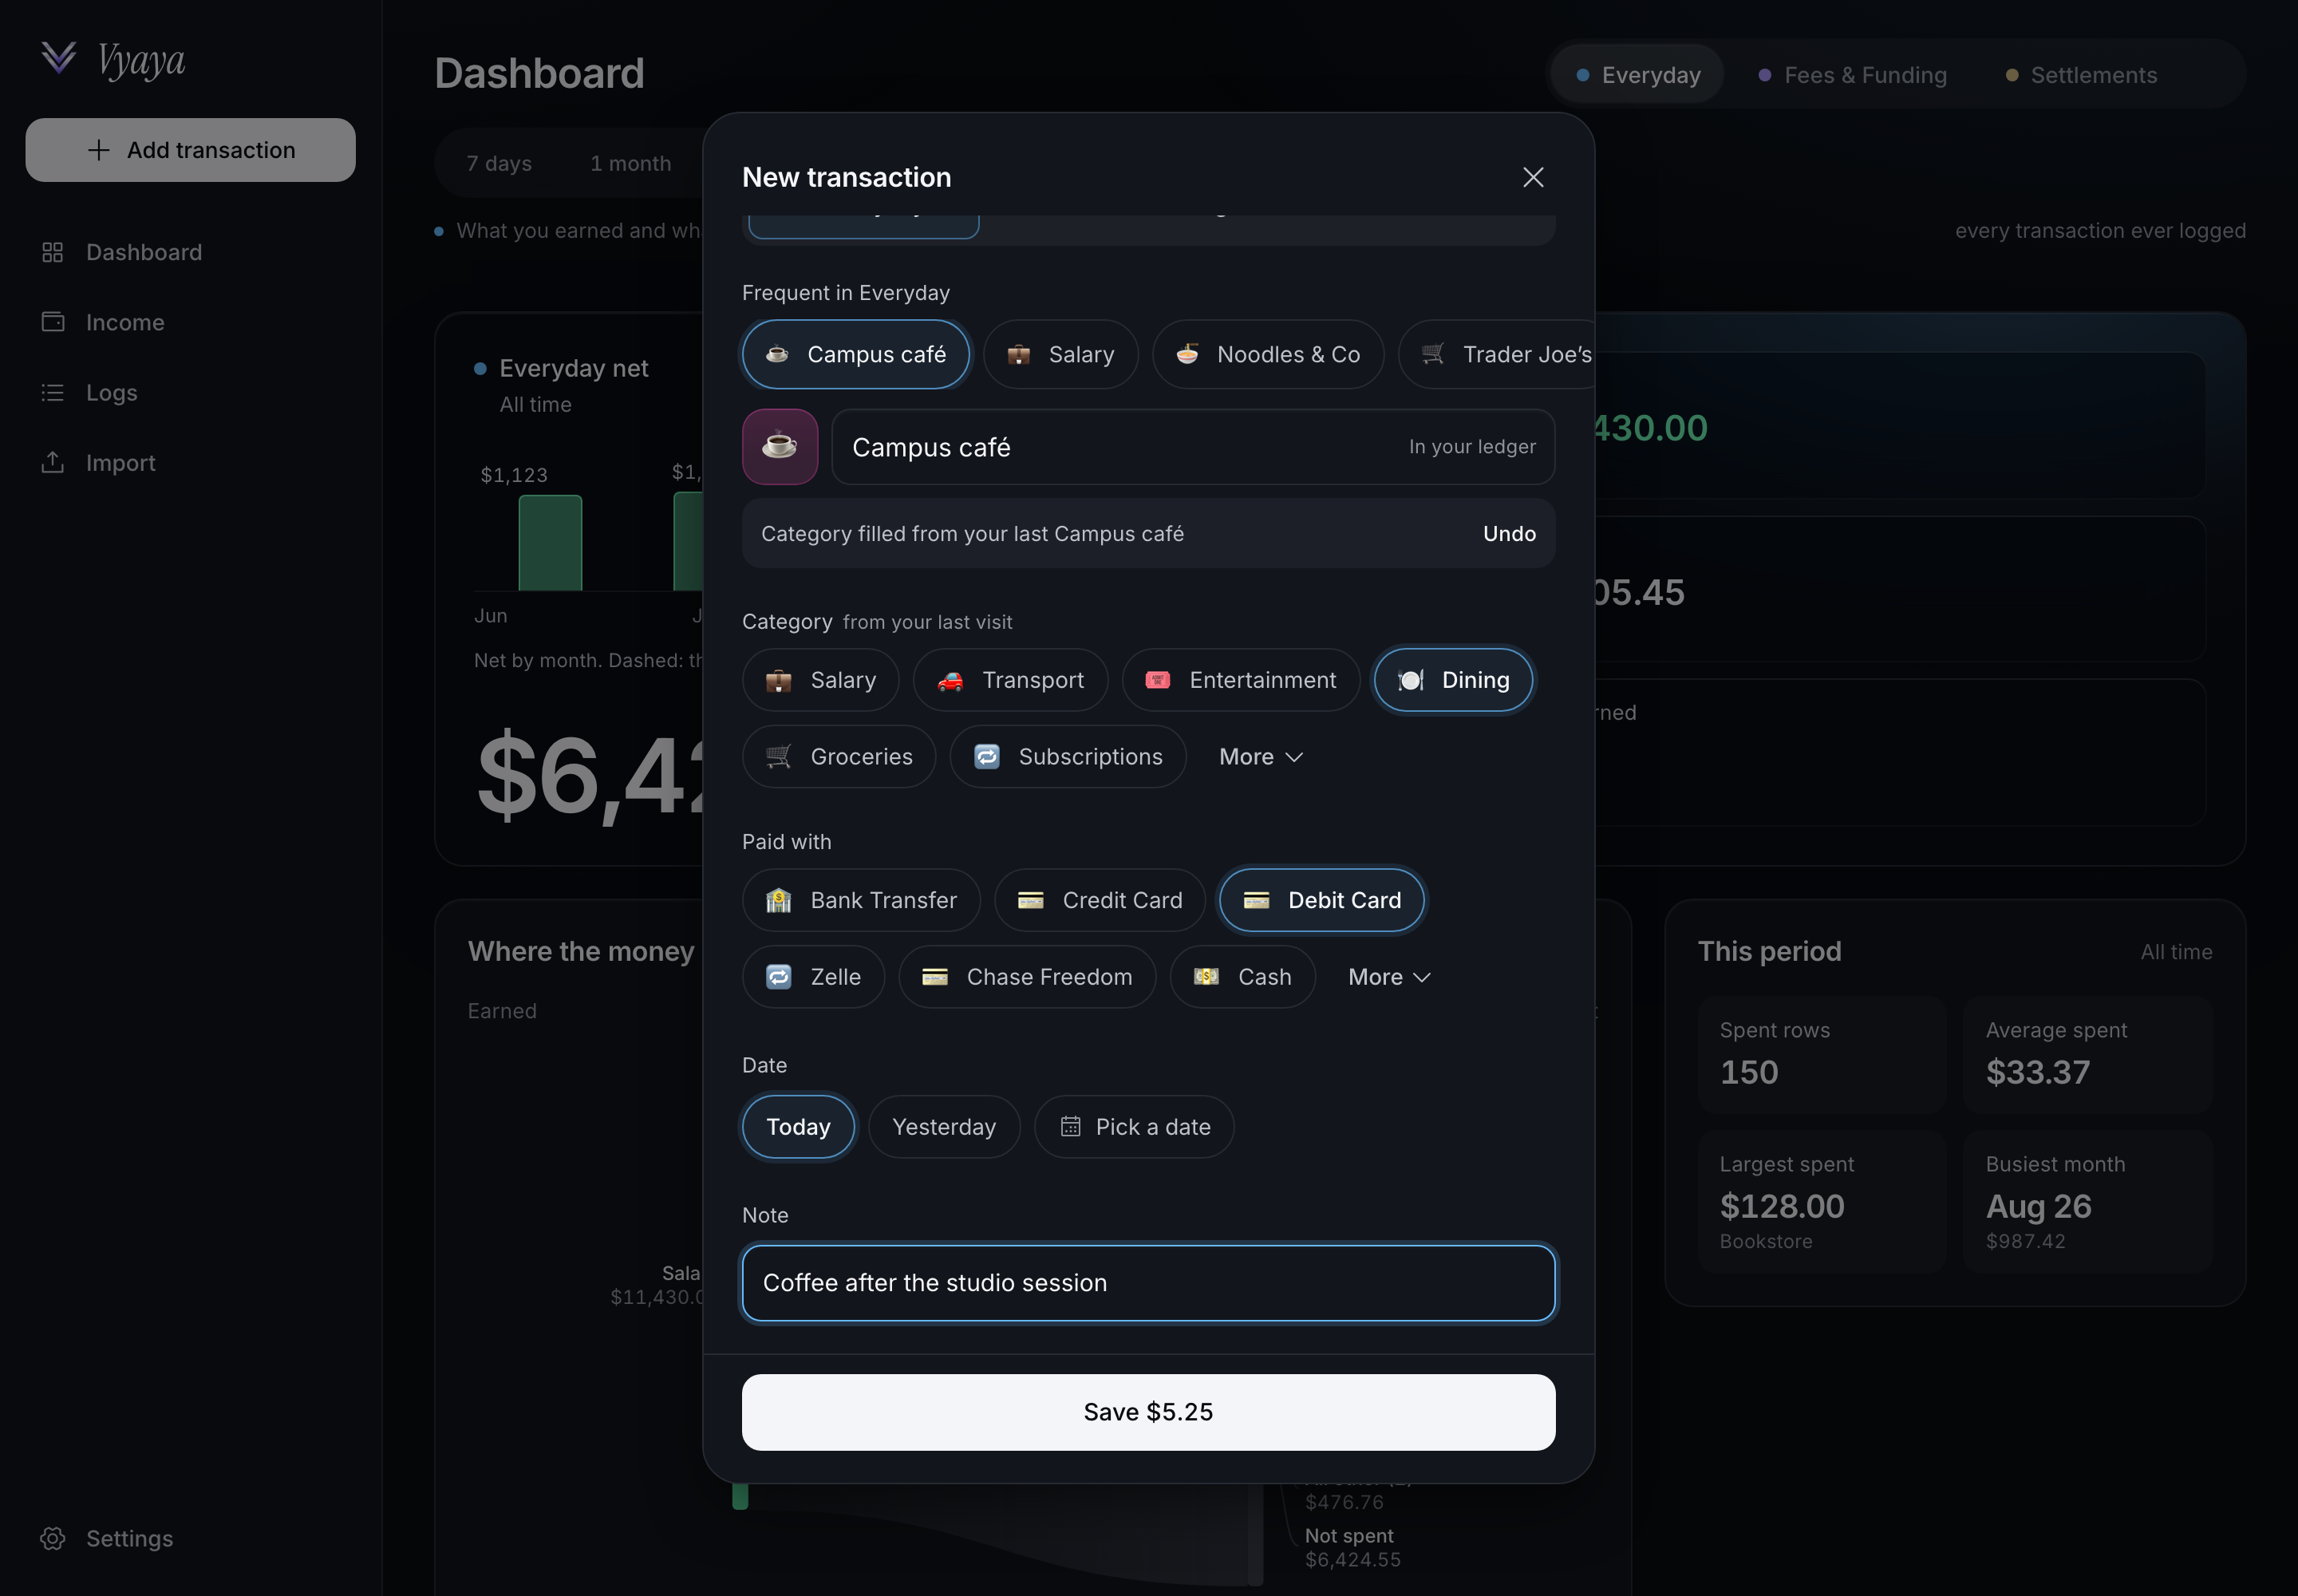 Vyaya
Add transaction
Dashboard
Income
Logs
Import
Settings
Dashboard
Everyday
Fees & Funding
Settlements
7 days
1 month
What you earned and
every transaction ever logged
Everyday net
All time
$1,123
Jun
Net by month. Dashed:
430.00
05.45
Where the money
Earned
$11,430.0
$476.76
Not spent
$6,424.55
This period
All time
Spent rows
150
Average spent
$33.37
Largest spent
$128.00
Bookstore
Busiest month
Aug 26
$987.42
New transaction
Frequent in Everyday
Campus café
Salary
Noodles & Co
Trader Joe’s
Campus café
In your ledger
Category filled from your last Campus café
Undo
Category from your last visit
Salary
Transport
Entertainment
Dining
Groceries
Subscriptions
More
Paid with
Bank Transfer
Credit Card
Debit Card
Zelle
Chase Freedom
Cash
More
Date
Today
Yesterday
Pick a date
Note
Coffee after the studio session
Save $5.25